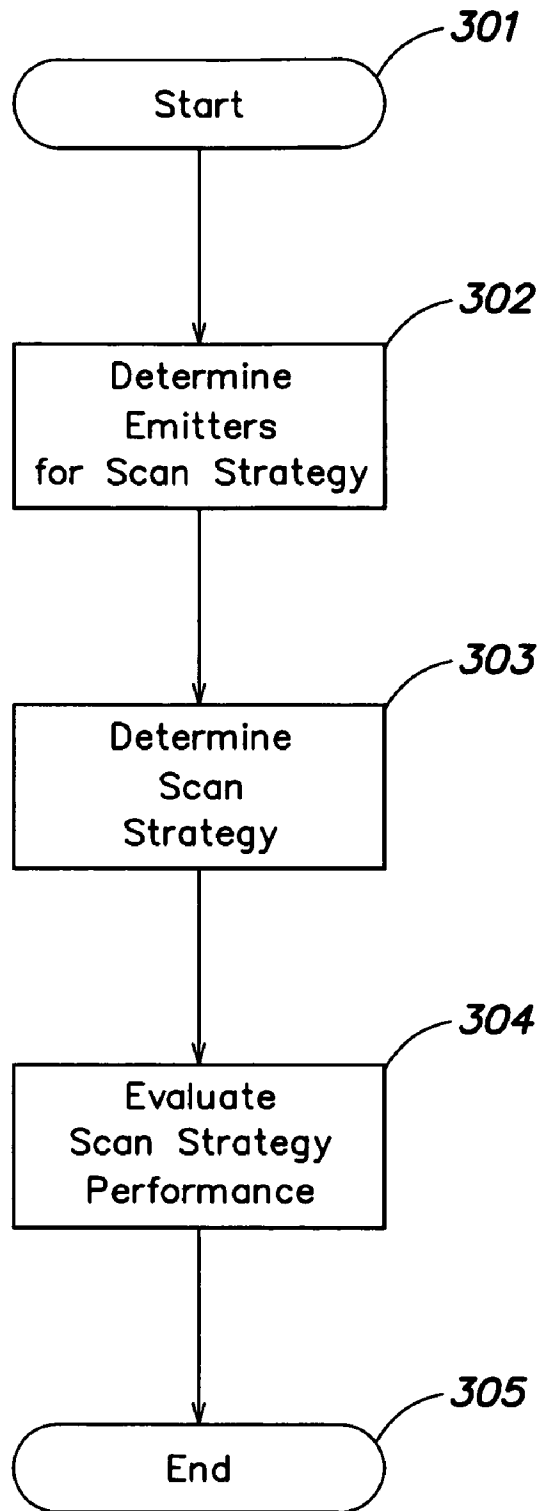 301
Start
302
Determine
Emitters
for Scan Strategy
303
Determine
Scan
Strategy
304
Evaluate
Scan Strategy
Performance
305
End